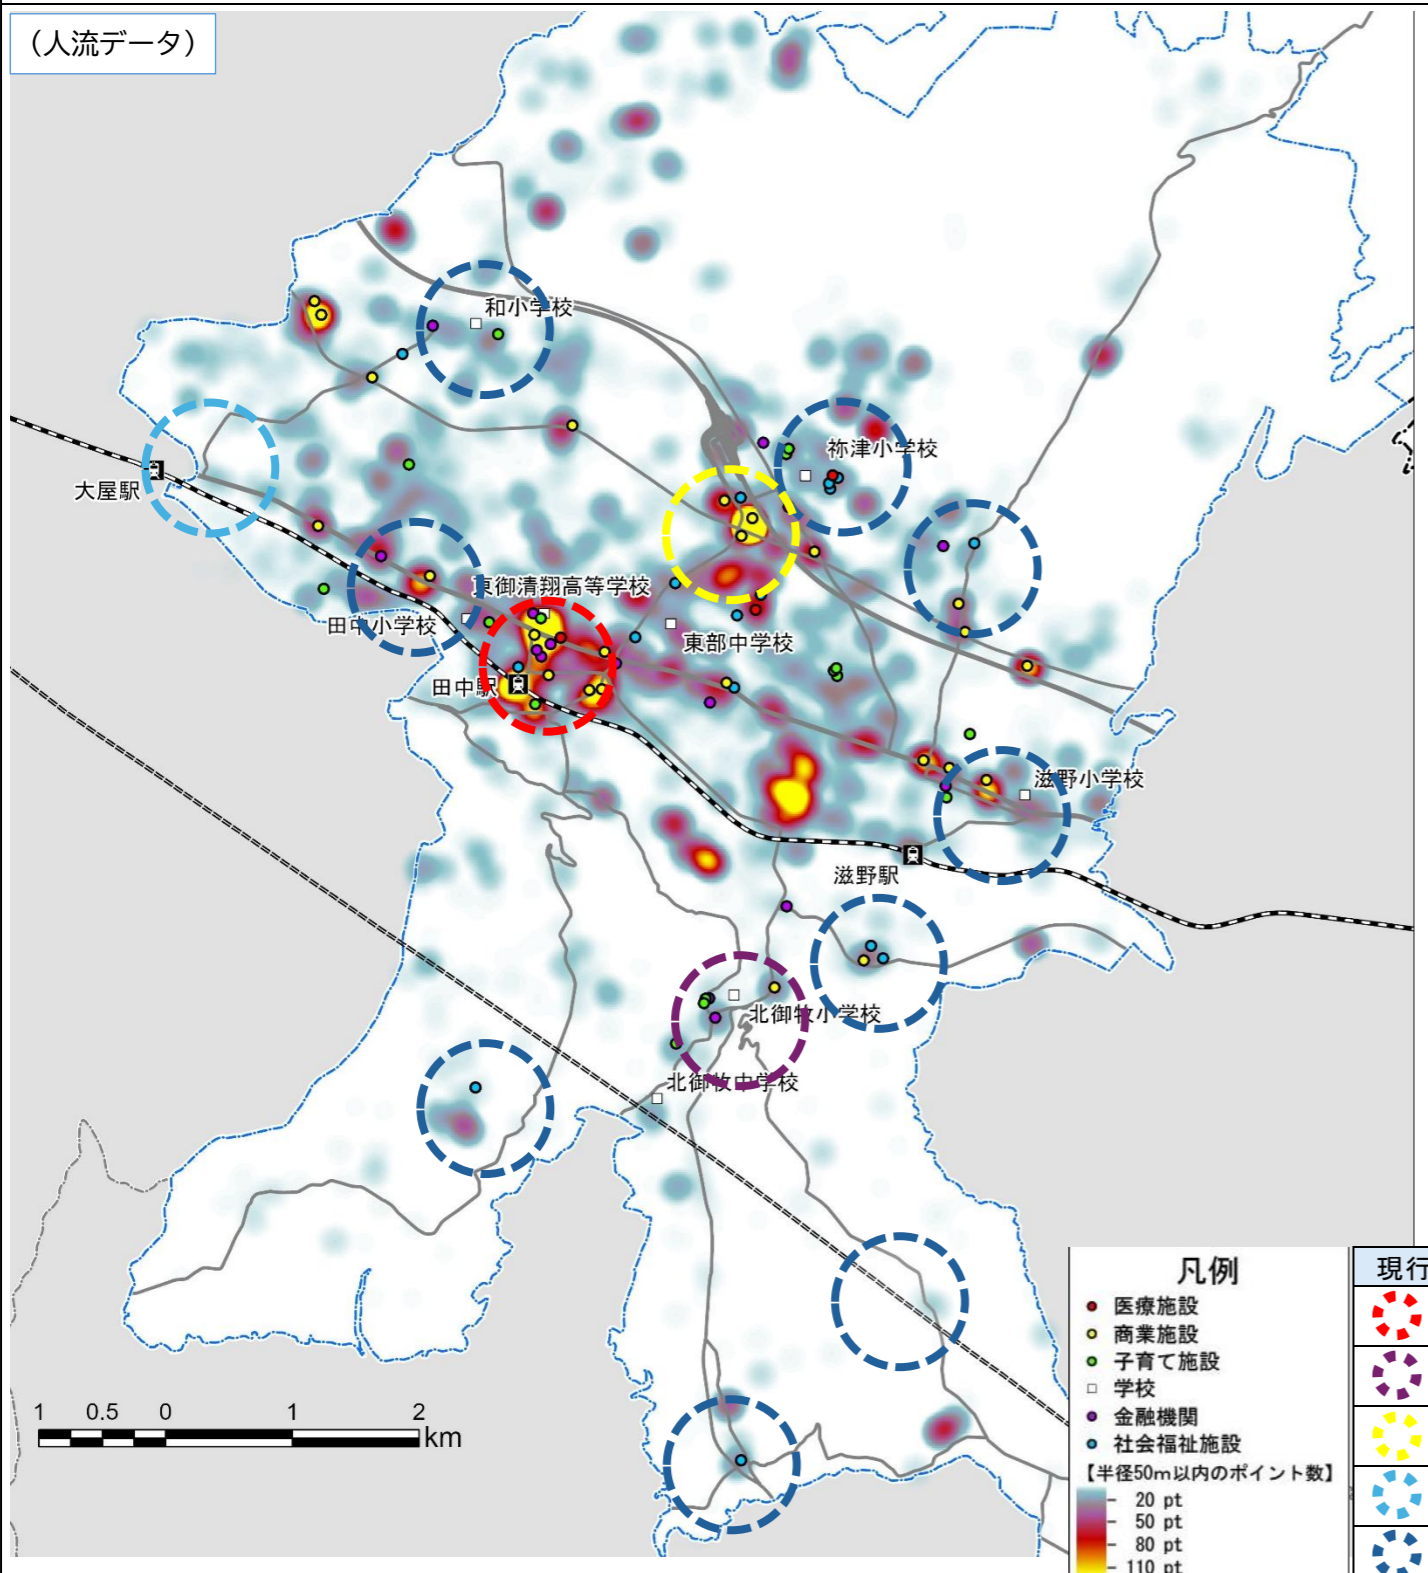 （人流データ）
和小学校
祢津小学校
大屋駅
東御清翔高等学校
田中小学校
東部中学校
田中駅
滋野小学校
滋野駅
北御牧小学校
北御牧中学校
1 0.5 0 1 2
km
凡例
医療施設
商業施設
子育て施設
学校
金融機関
社会福祉施設
【半径50m以内のポイント数】
20 pt
50 pt
80 pt
110 pt
現行